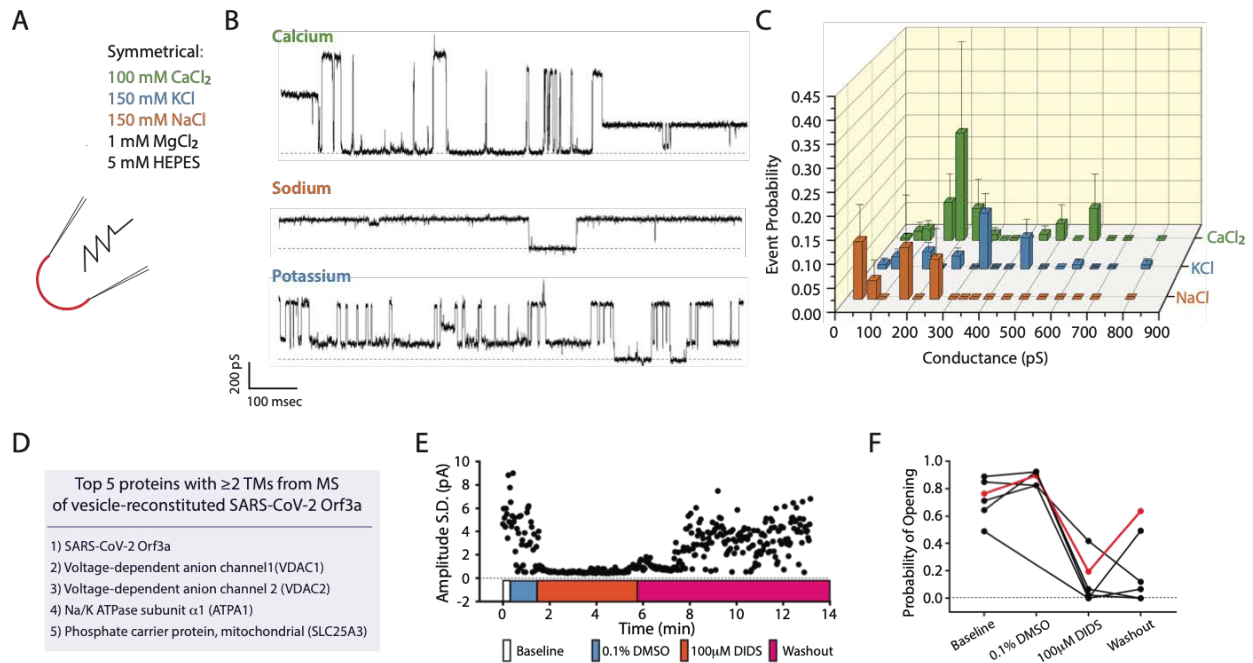 A
Symmetrical:
100 mM CaCl₂
150 mM KCl
150 mM NaCl
1 mM MgCl₂
5 mM HEPES
B
Calcium
Sodium
Potassium
200 pS
100 msec
C
Event Probability
0.45
0.40
0.35
0.30
0.25
0.20
0.15
0.10
0.05
0.00
0 100 200 300 400 500 600 700 800 900
Conductance (pS)
CaCl₂
KCl
NaCl
D
Top 5 proteins with ≥2 TMs from MS
of vesicle-reconstituted SARS-CoV-2 Orf3a
1) SARS-CoV-2 Orf3a
2) Voltage-dependent anion channel1(VDAC1)
3) Voltage-dependent anion channel 2 (VDAC2)
4) Na/K ATPase subunit α1 (ATPA1)
5) Phosphate carrier protein, mitochondrial (SLC25A3)
E
Amplitude S.D. (pA)
10
8
6
4
2
0
-2
0 2 4 6 8 10 12 14
Time (min)
Baseline 0.1% DMSO 100μM DIDS Washout
F
Probability of Opening
1.0
0.8
0.6
0.4
0.2
0.0
Baseline
0.1% DMSO
100μM DIDS
Washout